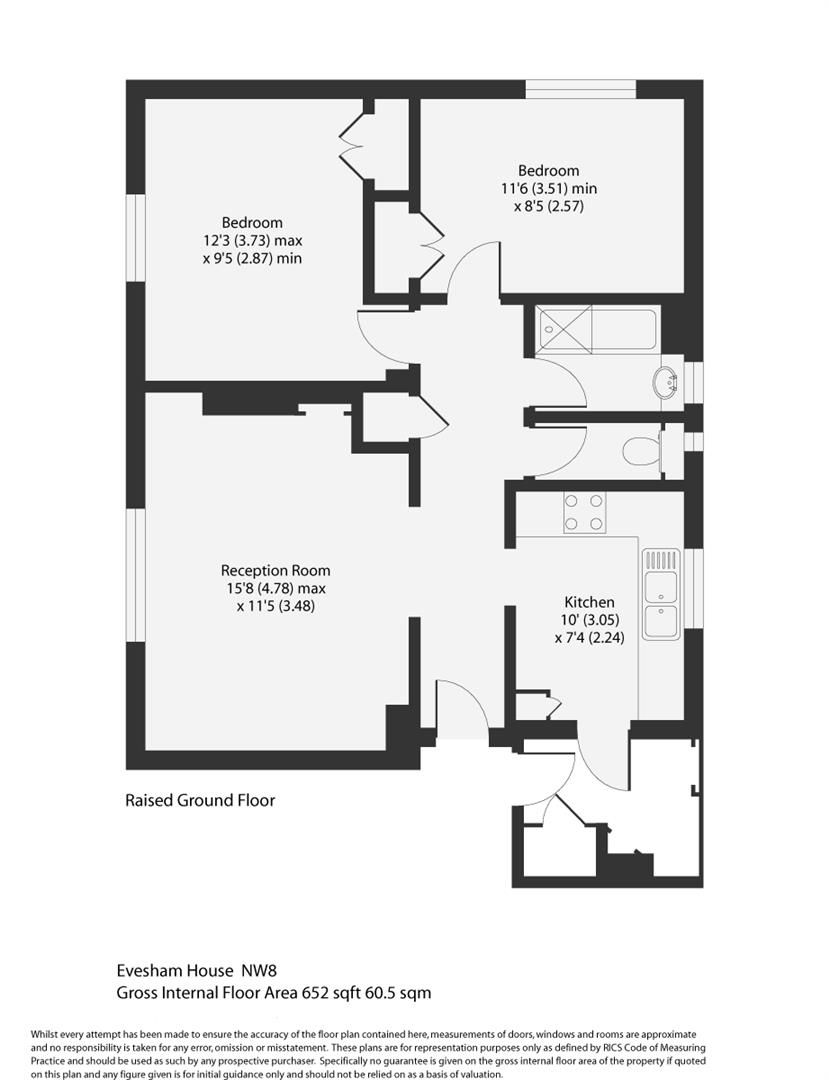 Bedroom
11'6 (3.51) min
x 8'5 (2.57)
Bedroom
12'3 (3.73) max
x 9'5 (2.87) min
Reception Room
15'8 (4.78) max
x 11'5 (3.48)
Kitchen
10' (3.05)
x 7'4 (2.24)
Raised Ground Floor
Evesham House NW8
Gross Internal Floor Area 652 sqft 60.5 sqm
Whilst every attempt has been made to ensure the accuracy of the floor plan contained here, measurements of doors, windows and rooms are approximate
and no responsibility is taken for any error, omission or misstatement. These plans are for representation purposes only as defined by RICS Code of Measuring
Practice and should be used as such by any prospective purchaser. Specifically no guarantee is given on the gross internal floor area of the property if quoted
on this plan and any figure given is for initial guidance only and should not be relied on as a basis of valuation.